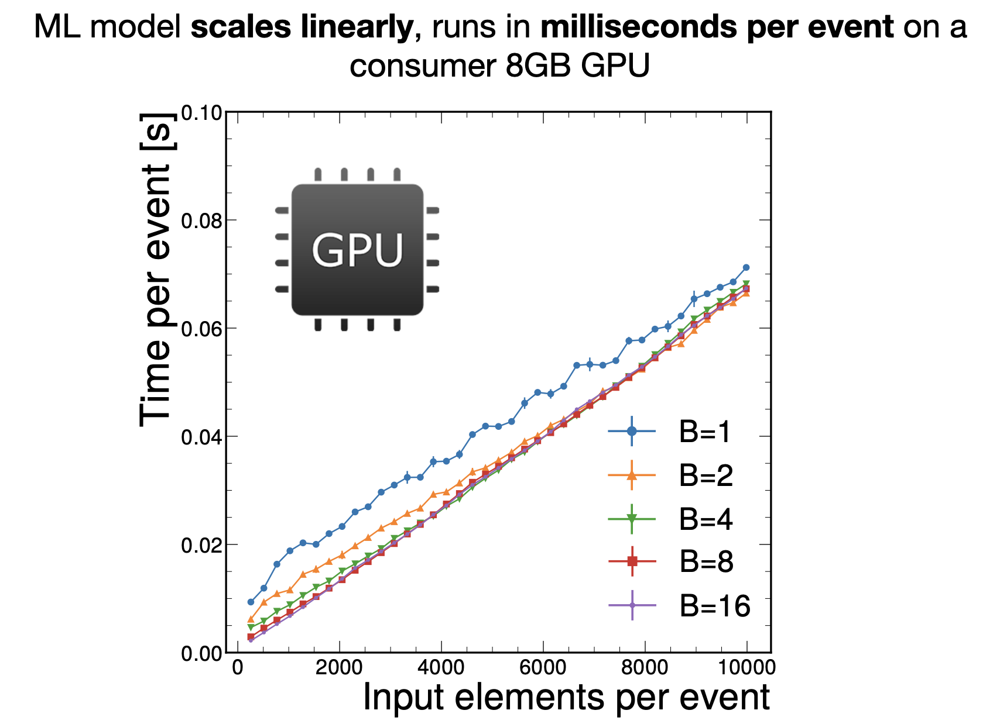 ML model scales linearly, runs in milliseconds per event on a
consumer 8GB GPU
Time per event [s]
0.10
0.08
0.06
0.04
0.02
0.00
GPU
B=1
B=2
B=4
B=8
B=16
0 2000 4000 6000 8000 10000
Input elements per event